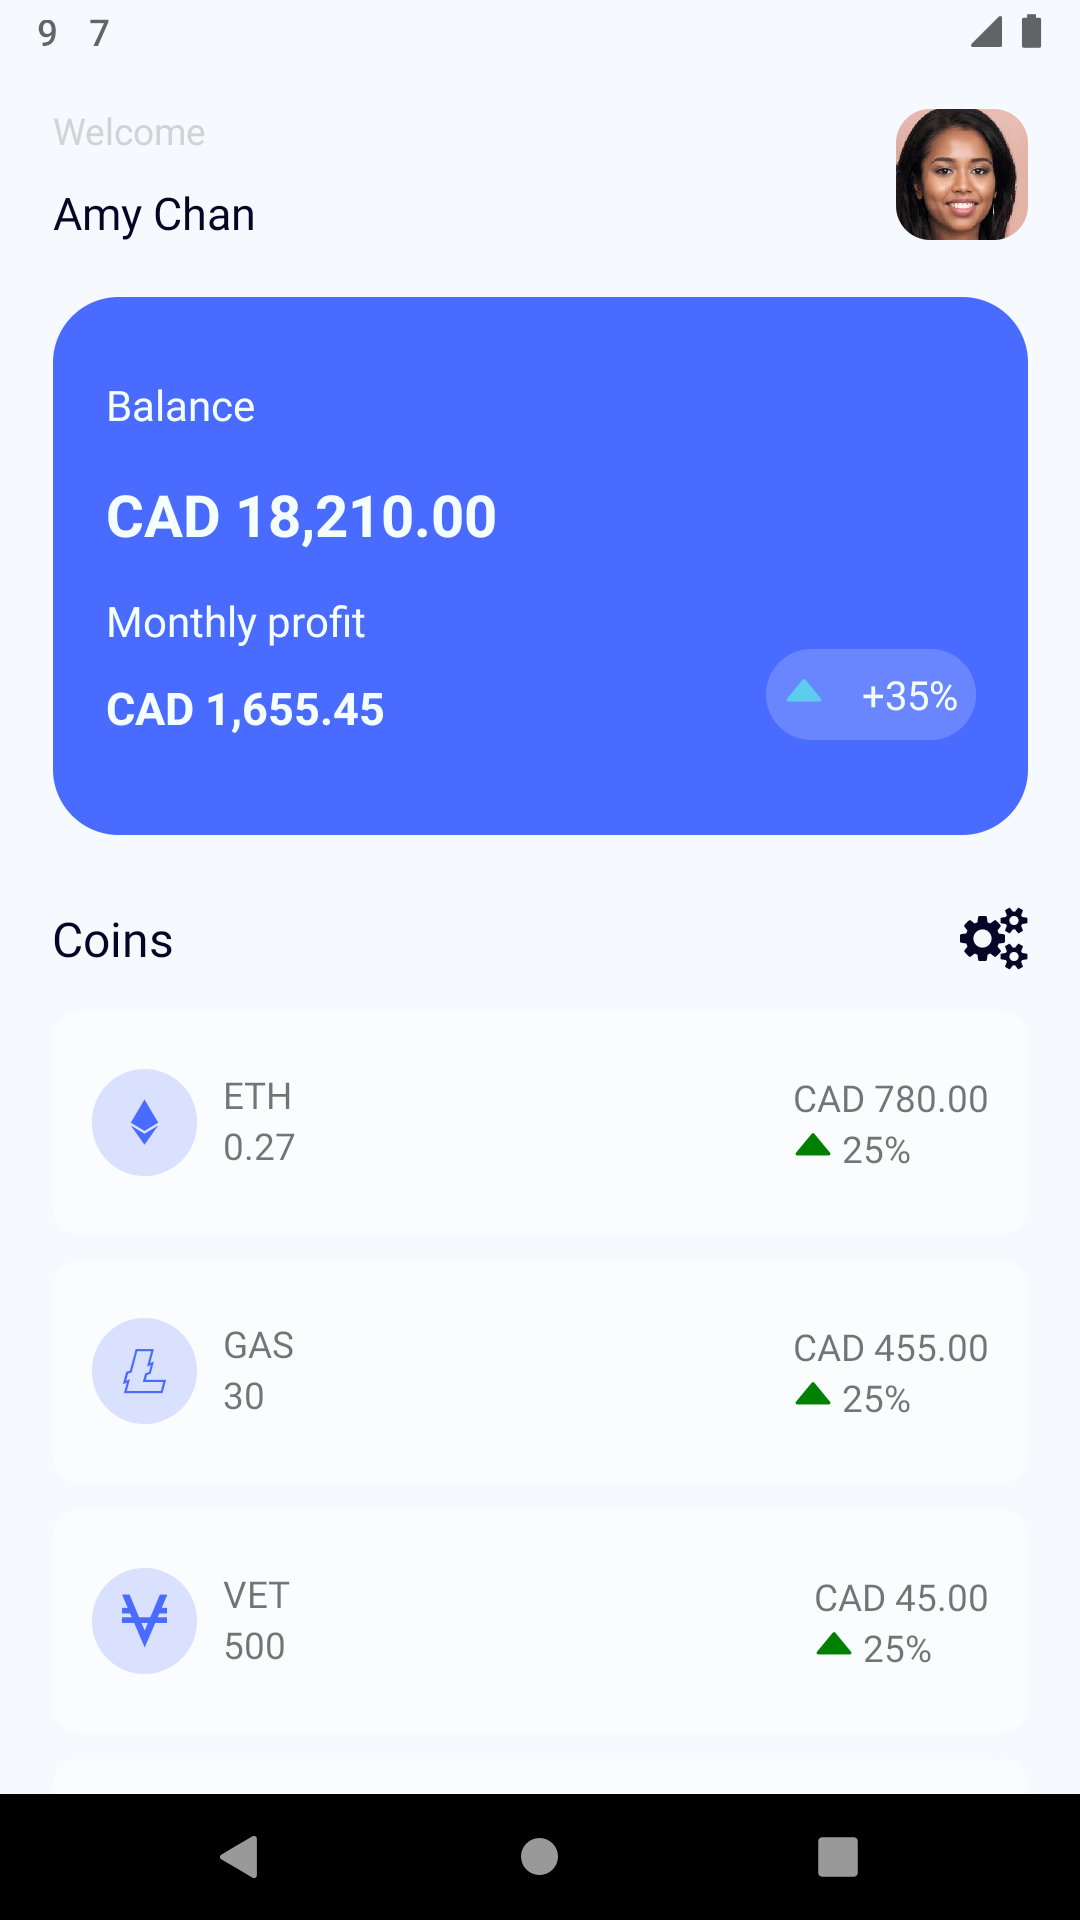 9 7
Welcome
Amy Chan
Balance
CAD 18,210.00
Monthly profit
CAD 1,655.45
+35%
Coins
ETH
0.27
CAD 780.00
25%
GAS
30
CAD 455.00
25%
VET
500
CAD 45.00
25%